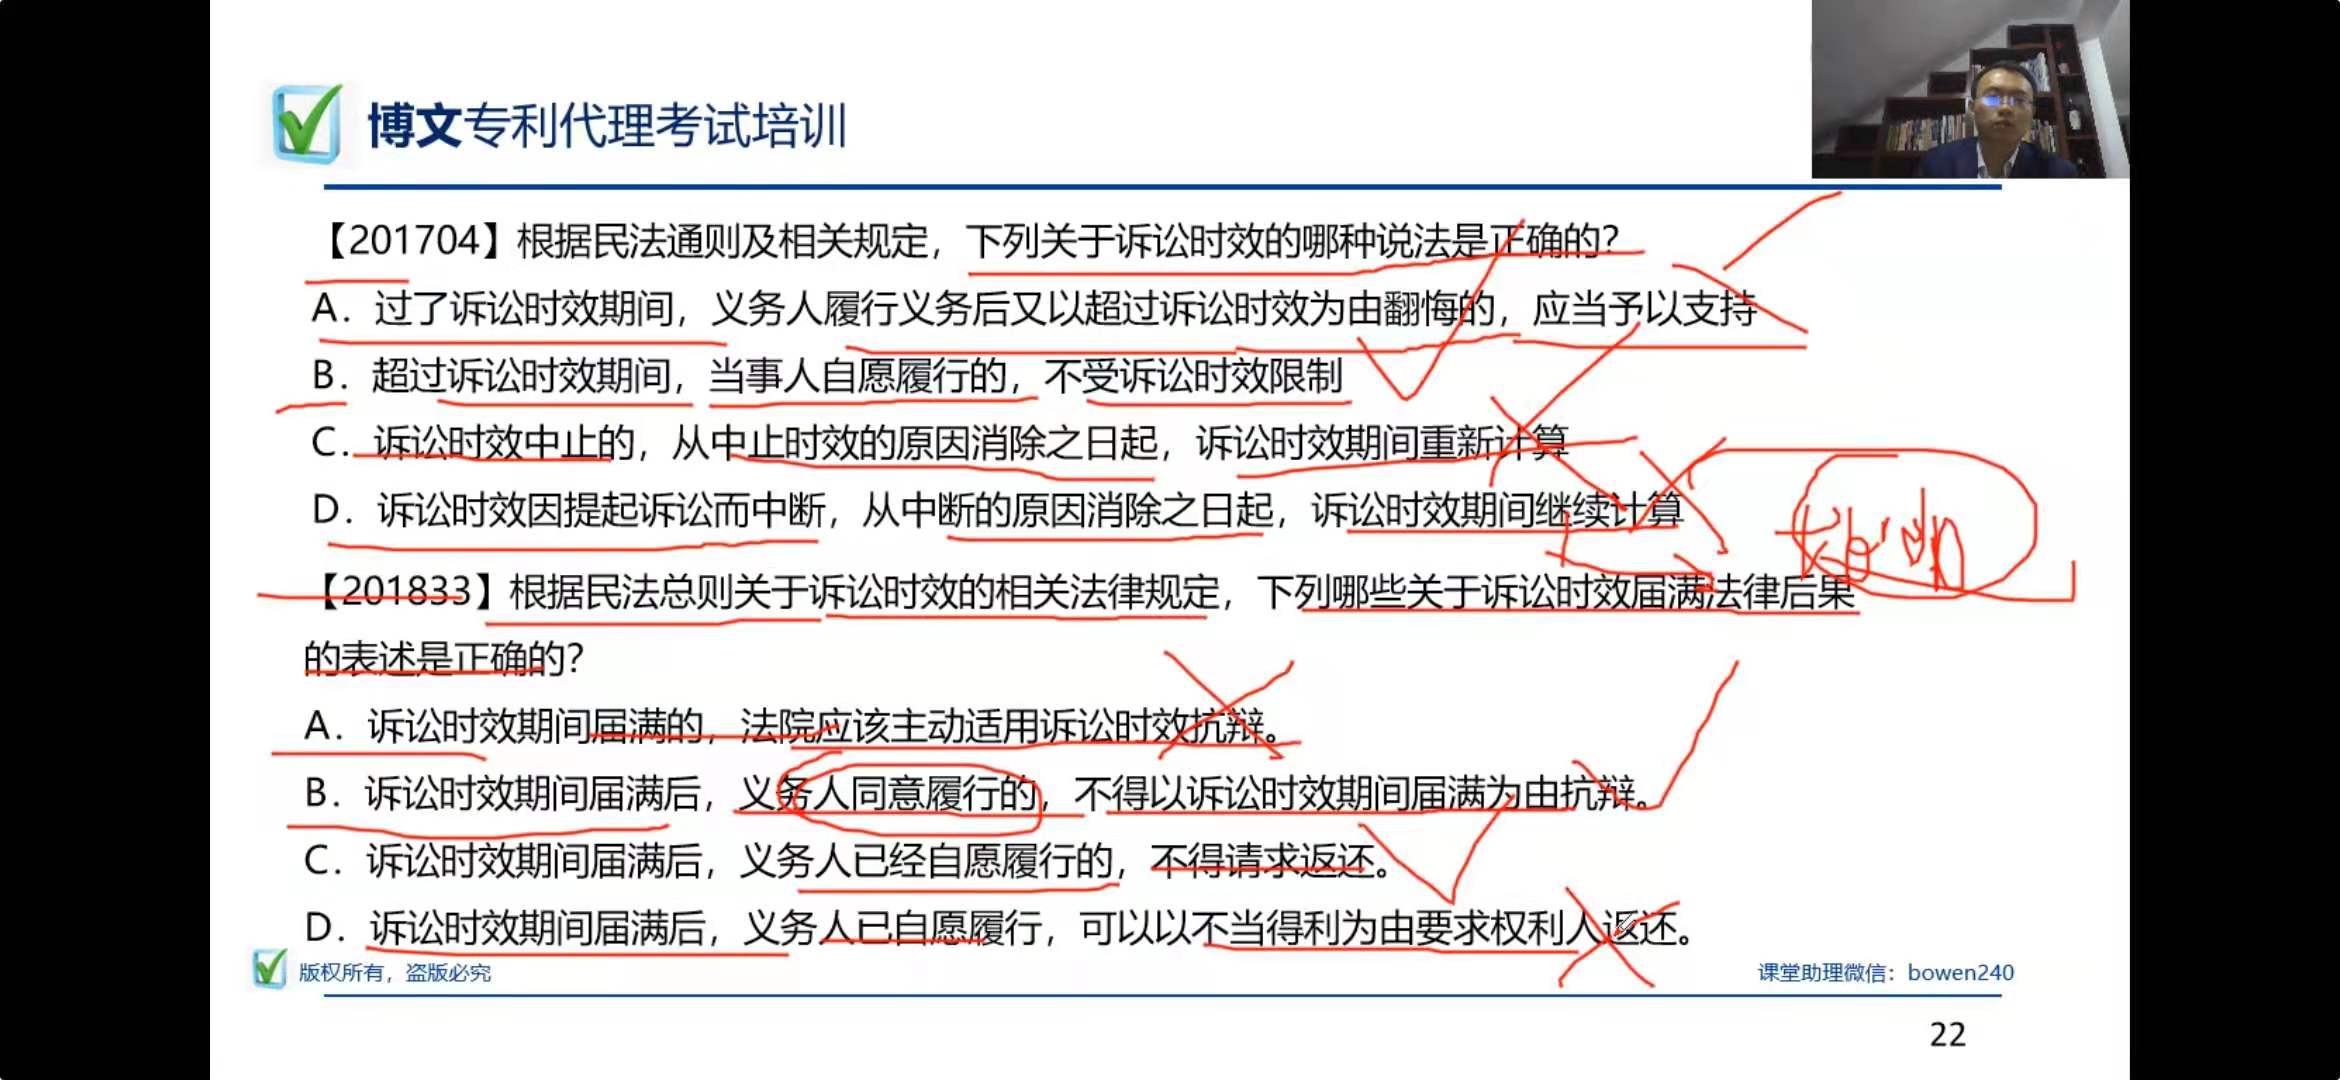 博文专利代理考试培训
【201704】根据民法通则及相关规定，下列关于诉讼时效的哪种说法是正确的？
A．过了诉讼时效期间，义务人履行义务后又以超过诉讼时效为由翻悔的，应当予以支持
B．超过诉讼时效期间，当事人自愿履行的，不受诉讼时效限制
C．诉讼时效中止的，从中止时效的原因消除之日起，诉讼时效期间重新计算
D．诉讼时效因提起诉讼而中断，从中断的原因消除之日起，诉讼时效期间继续计算
【201833】根据民法总则关于诉讼时效的相关法律规定，下列哪些关于诉讼时效届满法律后果
的表述是正确的？
A．诉讼时效期间届满的，法院应该主动适用诉讼时效抗辩。
B．诉讼时效期间届满后，义务人同意履行的，不得以诉讼时效期间届满为由抗辩。
C．诉讼时效期间届满后，义务人已经自愿履行的，不得请求返还。
D．诉讼时效期间届满后，义务人已自愿履行，可以以不当得利为由要求权利人返还。
版权所有，盗版必究
课堂助理微信：bowen240
22